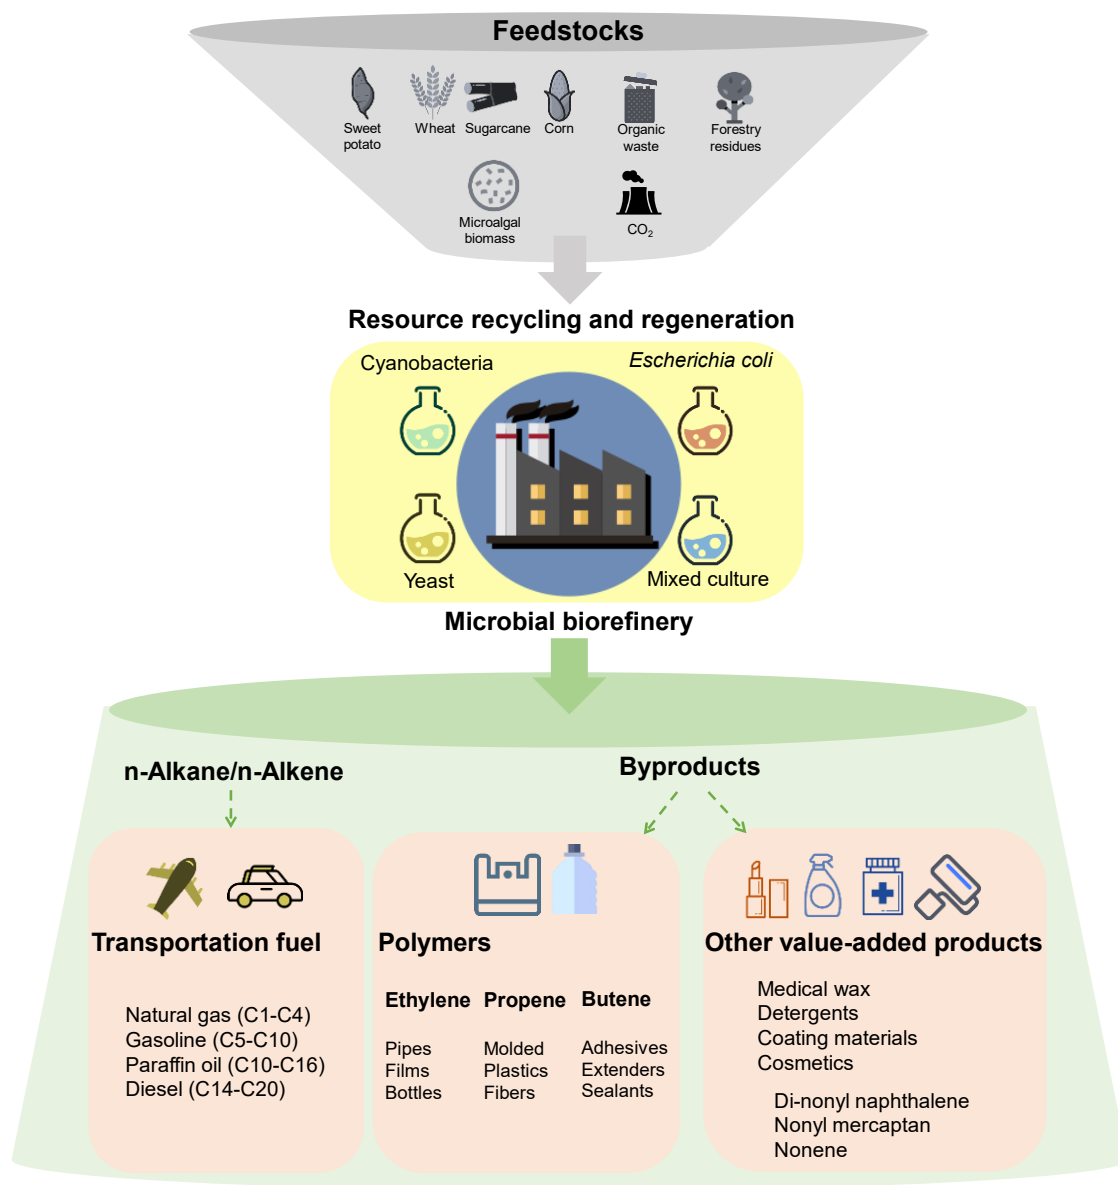 Feedstocks
Sweet
potato
Wheat
Sugarcane
Corn
Organic
waste
Forestry
residues
Microalgal
biomass
CO₂
Resource recycling and regeneration
Cyanobacteria
Escherichia coli
Yeast
Mixed culture
Microbial biorefinery
n-Alkane/n-Alkene
Byproducts
Transportation fuel
Natural gas (C1-C4)
Gasoline (C5-C10)
Paraffin oil (C10-C16)
Diesel (C14-C20)
Polymers
Ethylene
Pipes
Films
Bottles
Propene
Molded
Plastics
Fibers
Butene
Adhesives
Extenders
Sealants
Other value-added products
Medical wax
Detergents
Coating materials
Cosmetics
Di-nonyl naphthalene
Nonyl mercaptan
Nonene